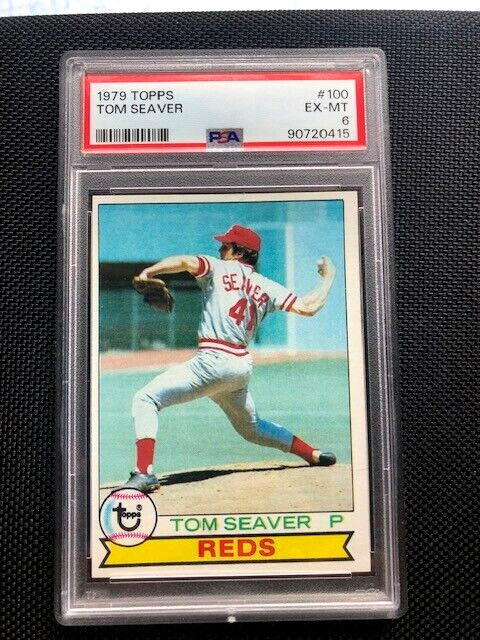 1979 TOPPS #100
TOM SEAVER EX-MT
6
PSA 90720415
SEAVER
41
Topps
TOM SEAVER P
REDS